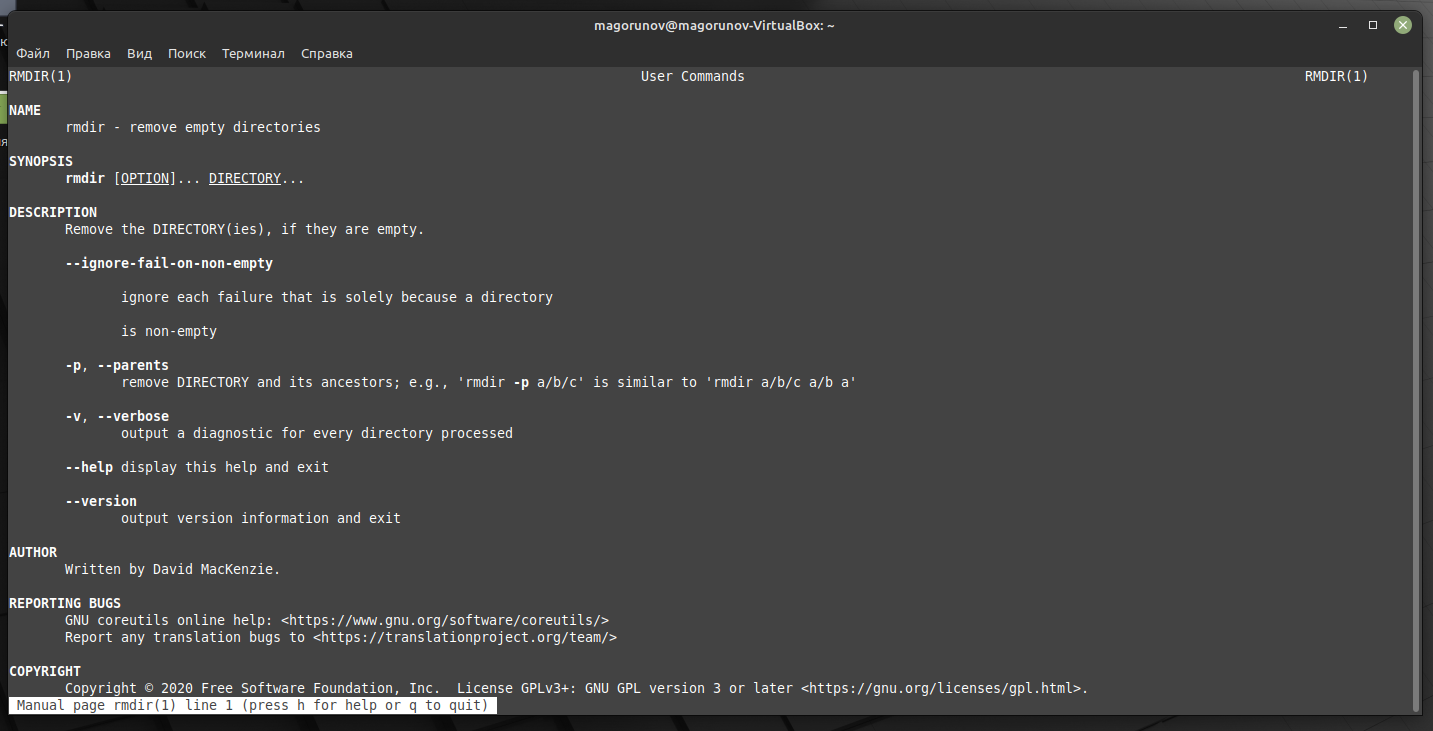 magorunov@magorunov-VirtualBox: ~
Файл Правка Вид Поиск Терминал Справка
RMDIR(1) User Commands RMDIR(1)
NAME
rmdir - remove empty directories
SYNOPSIS
rmdir [OPTION]... DIRECTORY...
DESCRIPTION
Remove the DIRECTORY(ies), if they are empty.
--ignore-fail-on-non-empty
ignore each failure that is solely because a directory
is non-empty
-p, --parents
remove DIRECTORY and its ancestors; e.g., 'rmdir -p a/b/c' is similar to 'rmdir a/b/c a/b a'
-v, --verbose
output a diagnostic for every directory processed
--help display this help and exit
--version
output version information and exit
AUTHOR
Written by David MacKenzie.
REPORTING BUGS
GNU coreutils online help: <https://www.gnu.org/software/coreutils/>
Report any translation bugs to <https://translationproject.org/team/>
COPYRIGHT
Copyright © 2020 Free Software Foundation, Inc.  License GPLv3+: GNU GPL version 3 or later <https://gnu.org/licenses/gpl.html>.
Manual page rmdir(1) line 1 (press h for help or q to quit)